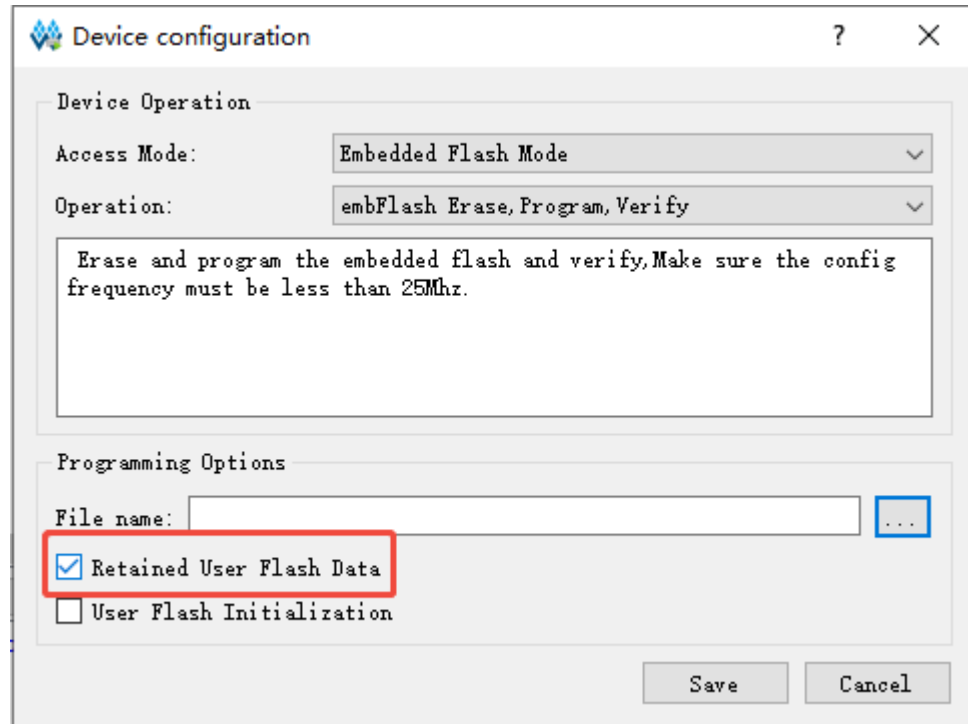 Device configuration
Device Operation
Access Mode: Embedded Flash Mode
Operation: embFlash Erase,Program,Verify
Erase and program the embedded flash and verify,Make sure the config
frequency must be less than 25Mhz.
Programming Options
File name: ...
Retained User Flash Data
User Flash Initialization
Save Cancel